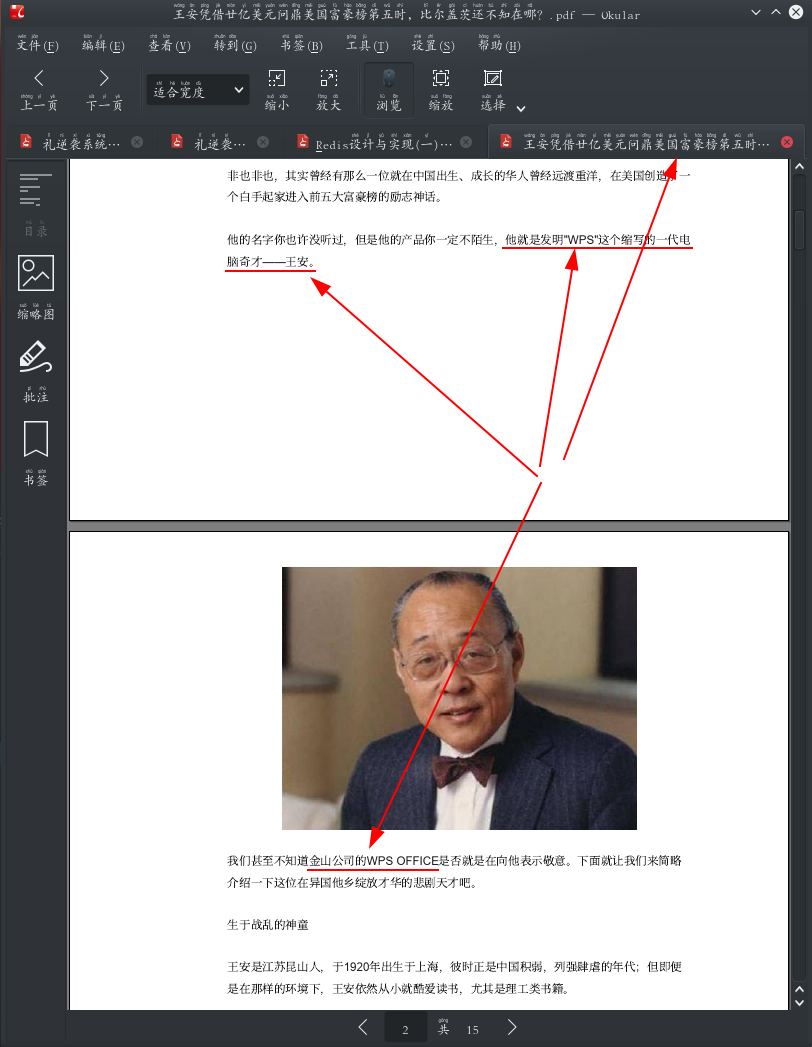 王安凭借廿亿美元问鼎美国富豪榜第五时，比尔盖茨还不知在哪？.pdf — Okular
文件(F) 编辑(E) 查看(V) 转到(G) 书签(B) 工具(T) 设置(S) 帮助(H)
上一页 下一页 适合宽度 缩小 放大 浏览 缩放 选择
礼逆袭系统··· 礼逆袭··· Redis设计与实现(一)··· 王安凭借廿亿美元问鼎美国富豪榜第五时···
目录
缩略图
批注
书签
非也非也，其实曾经有那么一位就在中国出生、成长的华人曾经远渡重洋，在美国创造了一
个白手起家进入前五大富豪榜的励志神话。
他的名字你也许没听过，但是他的产品你一定不陌生，他就是发明"WPS"这个缩写的一代电
脑奇才——王安。
我们甚至不知道金山公司的WPS OFFICE是否就是在向他表示敬意。下面就让我们来简略
介绍一下这位在异国他乡绽放才华的悲剧天才吧。
生于战乱的神童
王安是江苏昆山人，于1920年出生于上海，彼时正是中国积弱，列强肆虐的年代；但即便
是在那样的环境下，王安依然从小就酷爱读书，尤其是理工类书籍。
2 共 15